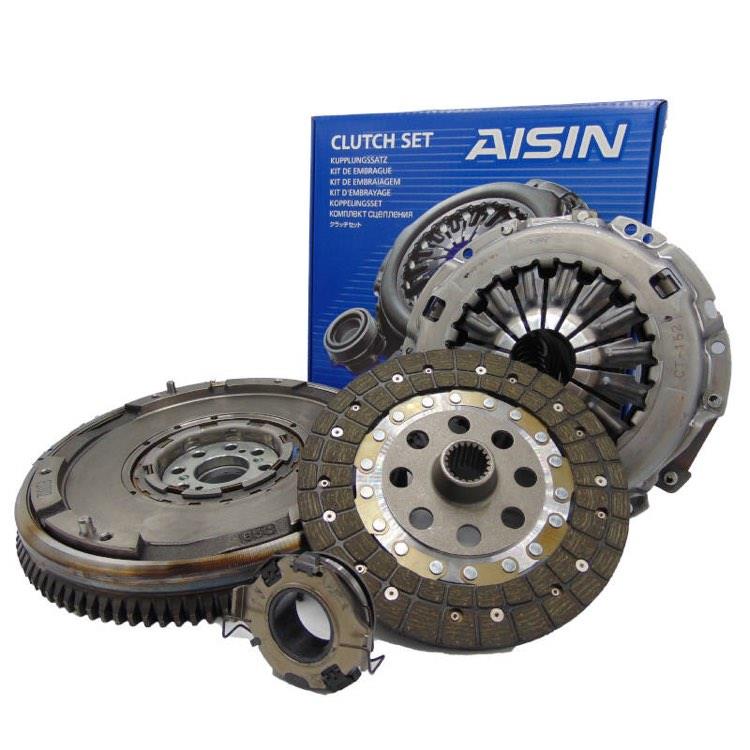 CLUTCH SET
AISIN
KUPPLUNGSSATZ
KIT DE EMBRAGUE
KIT DE EMBRAIAGEM
KIT D'EMBRAYAGE
KOPPELINGSSET
КОМПЛЕКТ СЦЕПЛЕНИЯ
クラッチセット
CT-152